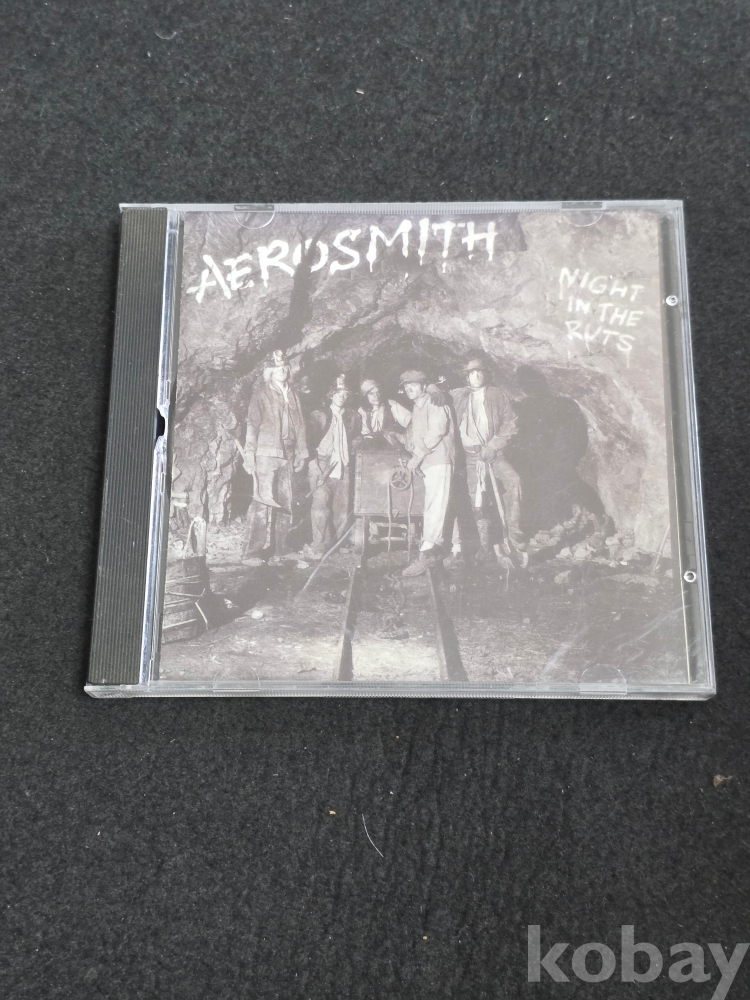 AEROSMITH
NIGHT
IN THE
RUTS
kobay